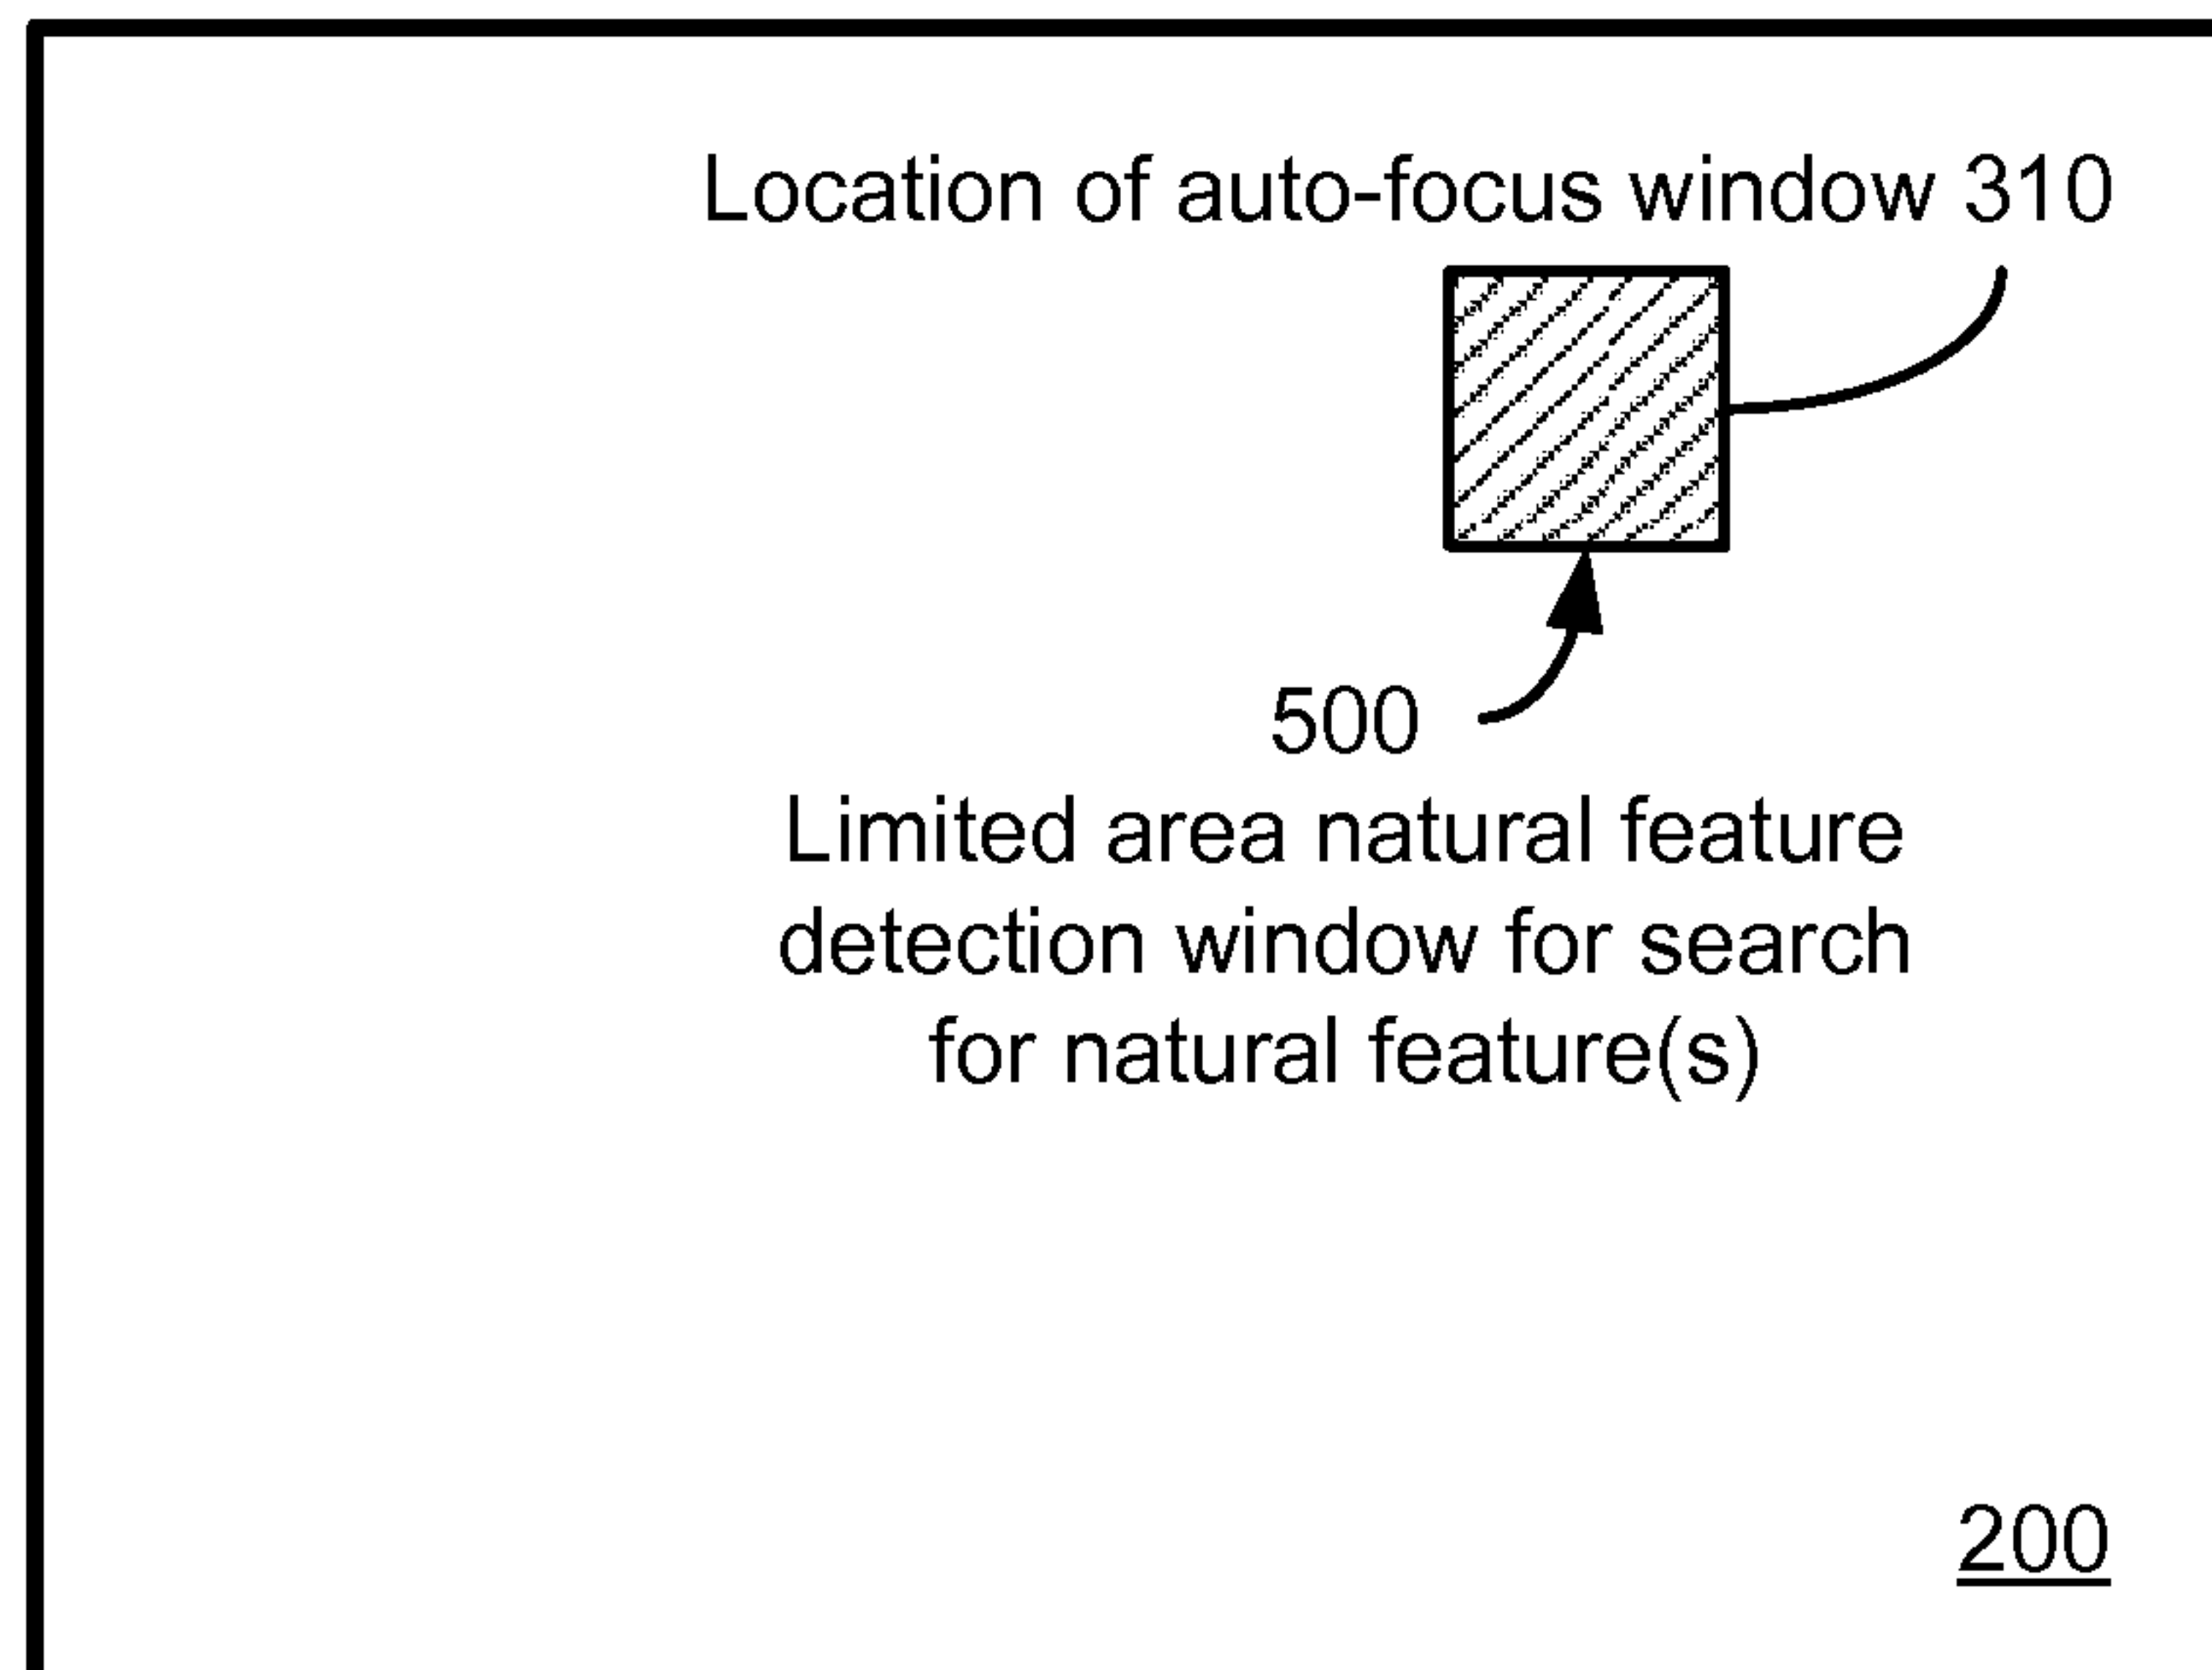 Location of auto-focus window 310
500
Limited area natural feature
detection window for search
for natural feature(s)
200